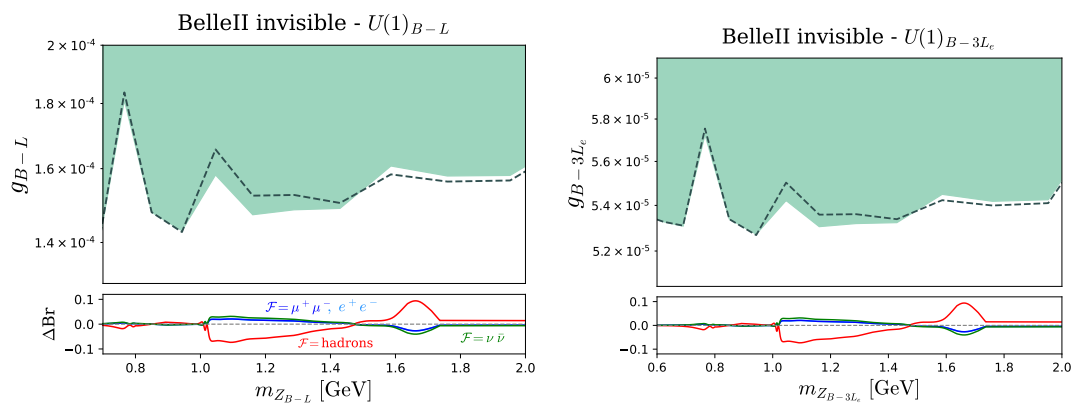 BelleII invisible - U(1)_{B-L}
g_{B-L}
2 × 10^{-4}
1.8 × 10^{-4}
1.6 × 10^{-4}
1.4 × 10^{-4}
ΔBr
0.1
0.0
−0.1
ℱ=μ⁺μ⁻, e⁺e⁻
ℱ=hadrons
ℱ=ν ν̄
0.8 1.0 1.2 1.4 1.6 1.8 2.0
m_{Z_{B-L}} [GeV]
BelleII invisible - U(1)_{B-3L_e}
g_{B-3L_e}
6 × 10^{-5}
5.8 × 10^{-5}
5.6 × 10^{-5}
5.4 × 10^{-5}
5.2 × 10^{-5}
0.1
0.0
−0.1
0.6 0.8 1.0 1.2 1.4 1.6 1.8 2.0
m_{Z_{B-3L_e}} [GeV]